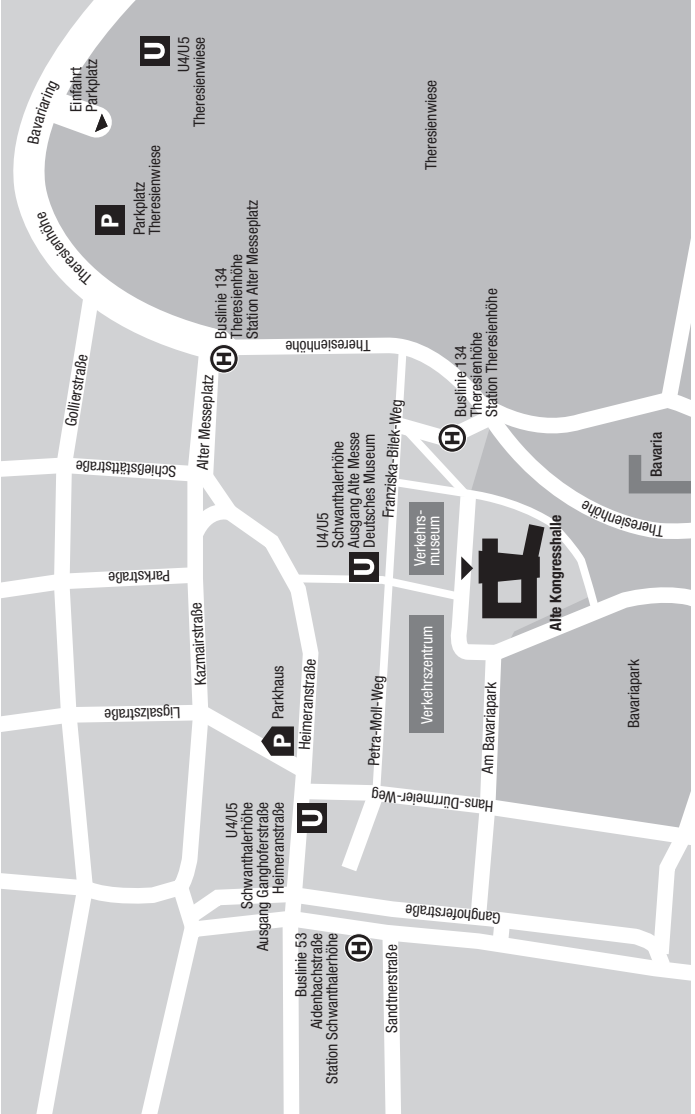 Bavariaring
Einfahrt
Parkplatz
U
U4/U5
Theresienwiese
P
Parkplatz
Theresienwiese
Theresienwiese
Theresienhöhe
H
Buslinie 134
Theresienhöhe
Station Alter Messeplatz
Theresienhöhe
Gollierstraße
Alter Messeplatz
Schießstättstraße
Franziska-Bilek-Weg
H
Buslinie 134
Theresienhöhe
Station Theresienhöhe
Bavaria
Theresienhöhe
U4/U5
Schwanthalerhöhe
Ausgang Alte Messe
Deutsches Museum
U
Verkehrs-
museum
Alte Kongresshalle
Parkstraße
Kazmairstraße
Ligsalzstraße
P
Parkhaus
Heimeranstraße
Petra-Moll-Weg
Verkehrszentrum
Am Bavariapark
Bavariapark
Hans-Dürrmeier-Weg
U4/U5
Schwanthalerhöhe
Ausgang Ganghoferstraße
Heimeranstraße
U
Ganghoferstraße
Buslinie 53
Aidenbachstraße
Station Schwanthalerhöhe
H
Sandtnerstraße